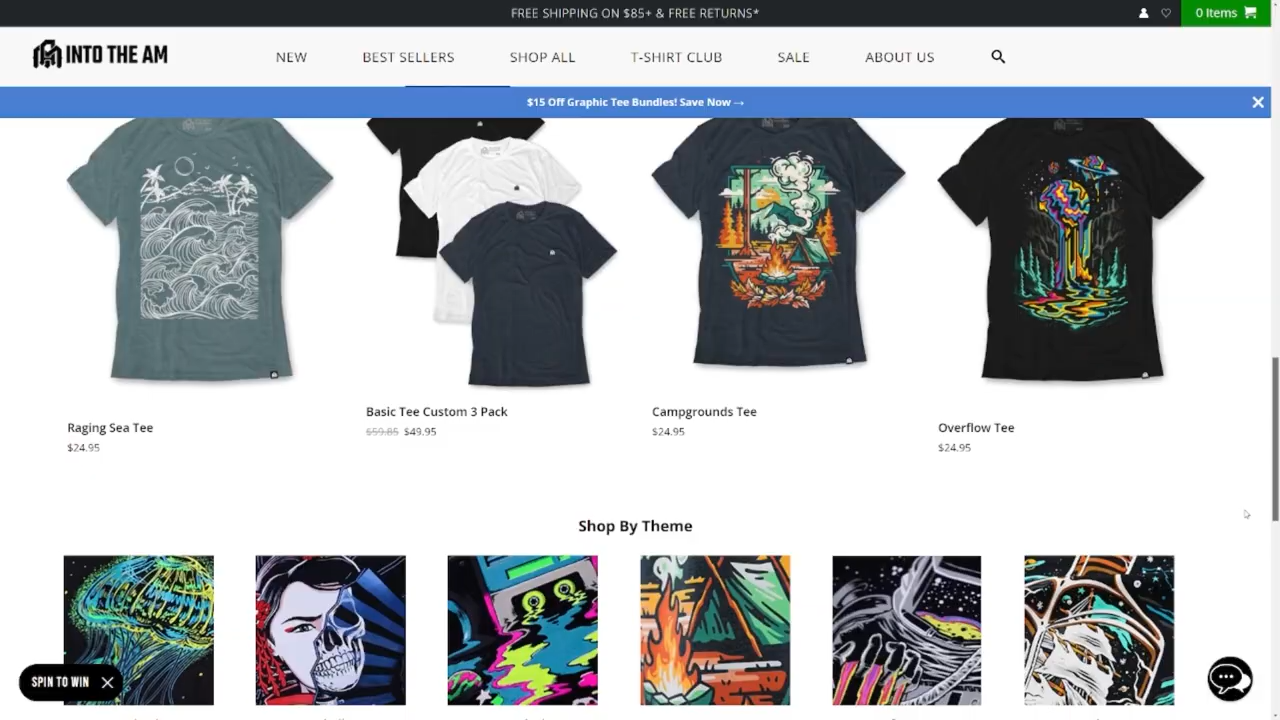 FREE SHIPPING ON $85+ & FREE RETURNS*
0 Items
INTO THE AM
NEW
BEST SELLERS
SHOP ALL
T-SHIRT CLUB
SALE
ABOUT US
$15 Off Graphic Tee Bundles! Save Now →
Raging Sea Tee
$24.95
Basic Tee Custom 3 Pack
$59.85 $49.95
Campgrounds Tee
$24.95
Overflow Tee
$24.95
Shop By Theme
SPIN TO WIN